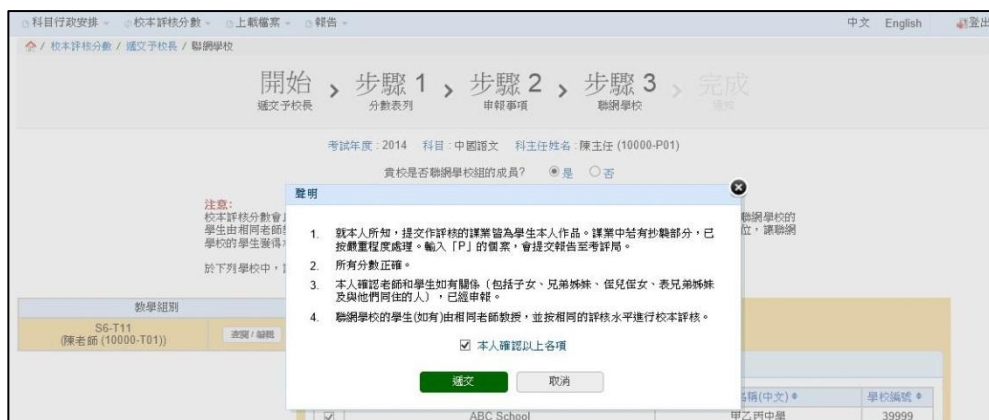 科目行政安排 校本評核分數 上載檔案 報告 中文 English 登出
/ 校本評核分數 / 遞交予校長 / 聯網學校
開始 > 步驟 1 > 步驟 2 > 步驟 3 > 完成
遞交予校長 分數表列 申報事項 聯網學校
考試年度 : 2014 科目 : 中國語文 科主任姓名 : 陳主任 (10000-P01)
貴校是否聯網學校組的成員? 是 否
聲明
注意:
校本評核分數會
學生由相同老師
學校的學生獲得
於下列學校中,
聯網學校的
位,讓聯網
1. 就本人所知,提交作評核的課業皆為學生本人作品。課業中若有抄襲部分,已
按嚴重程度處理。輸入「P」的個案,會提交報告至考評局。
2. 所有分數正確。
3. 本人確認老師和學生如有關係(包括子女、兄弟姊妹、侄兒侄女、表兄弟姊妹
及與他們同住的人),已經申報。
4. 聯網學校的學生(如有)由相同老師教授,並按相同的評核水平進行校本評核。
本人確認以上各項
遞交 取消
教學組別
S6-T11
(陳老師 (10000-T01))
查閱 / 編輯
名稱(中文) 學校編號
ABC School 甲乙丙中學 39999